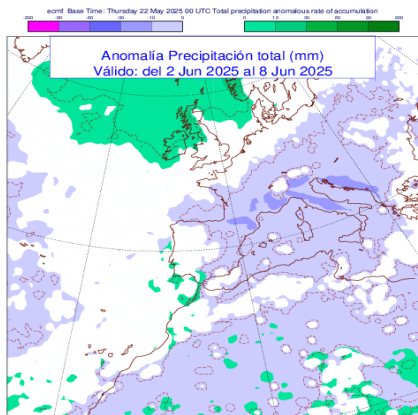 ecmf Base Time: Thursday 22 May 2025 00 UTC Total precipitation anomalous rate of accumulation
Anomalía Precipitación total (mm)
Válido: del 2 Jun 2025 al 8 Jun 2025